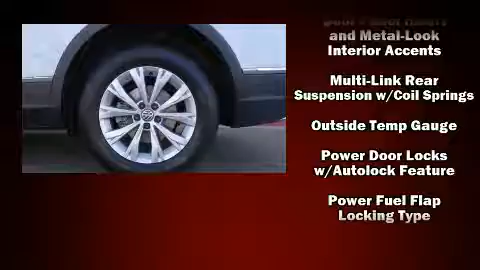 and Metal-Look
Interior Accents
Multi-Link Rear
Suspension w/Coil Springs
Outside Temp Gauge
Power Door Locks
w/Autolock Feature
Power Fuel Flap
Locking Type